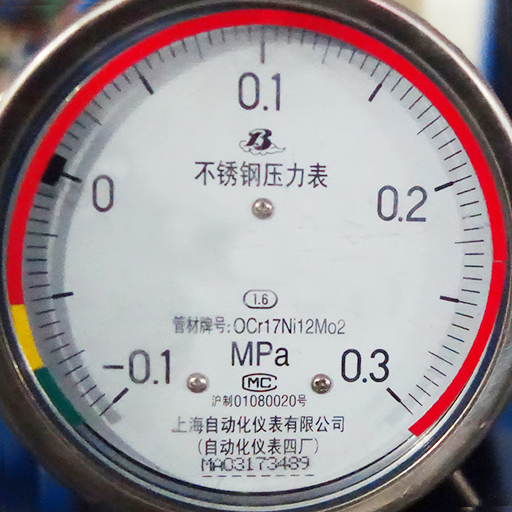 0.1
B
不锈钢压力表
0
0.2
1.6
管材牌号:OCr17Ni12Mo2
MPa
-0.1
0.3
MC
沪制01080020号
上海自动化仪表有限公司
(自动化仪表四厂)
MA03173489